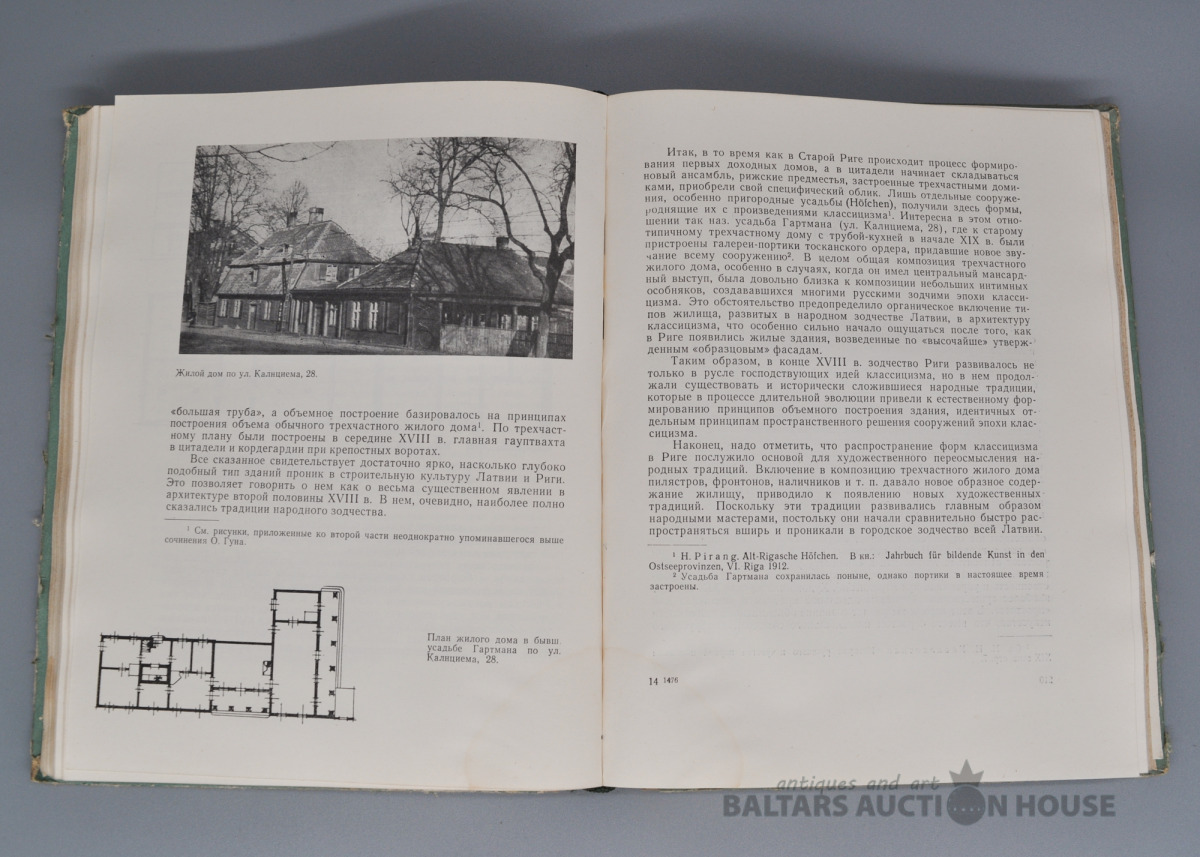 Жилой дом по ул. Калнциема, 28.
«большая труба», а объемное построение базировалось на принципах
построения объема обычного трехчастного жилого дома¹. По трехчаст-
ному плану были построены в середине XVIII в. главная гауптвахта
в цитадели и кордегардии при крепостных воротах.
Все сказанное свидетельствует достаточно ярко, насколько глубоко
подобный тип зданий проник в строительную культуру Латвии и Риги.
Это позволяет говорить о нем как о весьма существенном явлении в
архитектуре второй половины XVIII в. В нем, очевидно, наиболее полно
сказались традиции народного зодчества.
¹ См. рисунки, приложенные ко второй части неоднократно упоминавшегося выше
сочинения О. Гуна.
План жилого дома в бывш.
усадьбе Гартмана по ул.
Калнциема, 28.
Итак, в то время как в Старой Риге происходит процесс формиро-
вания первых доходных домов, а в цитадели начинает складываться
новый ансамбль, рижские предместья, застроенные трехчастными доми-
ками, приобрели свой специфический облик. Лишь отдельные сооруже-
ния, особенно пригородные усадьбы (Höfchen), получили здесь формы,
роднящие их с произведениями классицизма¹. Интересна в этом отно-
шении так наз. усадьба Гартмана (ул. Калнциема, 28), где к старому
типичному трехчастному дому с трубой-кухней в начале XIX в. были
пристроены галереи-портики тосканского ордера, придавшие новое зву-
чание всему сооружению². В целом общая композиция трехчастного
жилого дома, особенно в случаях, когда он имел центральный мансард-
ный выступ, была довольно близка к композиции небольших интимных
особняков, создававшихся многими русскими зодчими эпохи класси-
цизма. Это обстоятельство предопределило органическое включение ти-
пов жилища, развитых в народном зодчестве Латвии, в архитектуру
классицизма, что особенно сильно начало ощущаться после того, как
в Риге появились жилые здания, возведенные по «высочайше» утверж-
денным «образцовым» фасадам.
Таким образом, в конце XVIII в. зодчество Риги развивалось не
только в русле господствующих идей классицизма, но в нем продол-
жали существовать и исторически сложившиеся народные традиции,
которые в процессе длительной эволюции привели к естественному фор-
мированию принципов объемного построения здания, идентичных от-
дельным принципам пространственного решения сооружений эпохи клас-
сицизма.
Наконец, надо отметить, что распространение форм классицизма
в Риге послужило основой для художественного переосмысления на-
родных традиций. Включение в композицию трехчастного жилого дома
пилястров, фронтонов, наличников и т. п. давало новое образное содер-
жание жилищу, приводило к появлению новых художественных
традиций. Поскольку эти традиции развивались главным образом
народными мастерами, постольку они начали сравнительно быстро рас-
пространяться вширь и проникали в городское зодчество всей Латвии.
¹ H. Pirang. Alt-Rigasche Höfchen. В кн.: Jahrbuch für bildende Kunst in den
Ostseeprovinzen, VI. Riga 1912.
² Усадьба Гартмана сохранилась поныне, однако портики в настоящее время
застроены.
14 1476
antiques and art
BALTARS AUCTION HOUSE